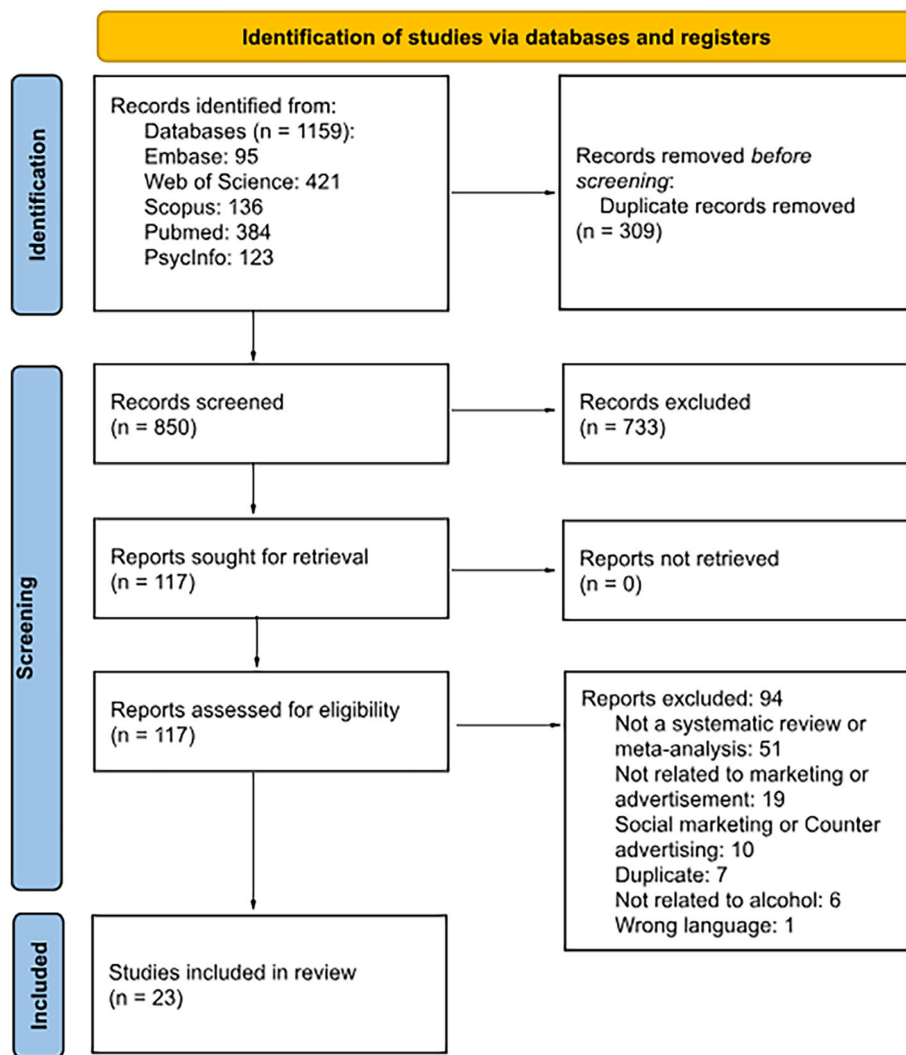 Identification of studies via databases and registers
Identification
Records identified from:
Databases (n = 1159):
Embase: 95
Web of Science: 421
Scopus: 136
Pubmed: 384
PsycInfo: 123
Records removed before
screening:
Duplicate records removed
(n = 309)
Screening
Records screened
(n = 850)
Records excluded
(n = 733)
Reports sought for retrieval
(n = 117)
Reports not retrieved
(n = 0)
Reports assessed for eligibility
(n = 117)
Reports excluded: 94
Not a systematic review or
meta-analysis: 51
Not related to marketing or
advertisement: 19
Social marketing or Counter
advertising: 10
Duplicate: 7
Not related to alcohol: 6
Wrong language: 1
Included
Studies included in review
(n = 23)